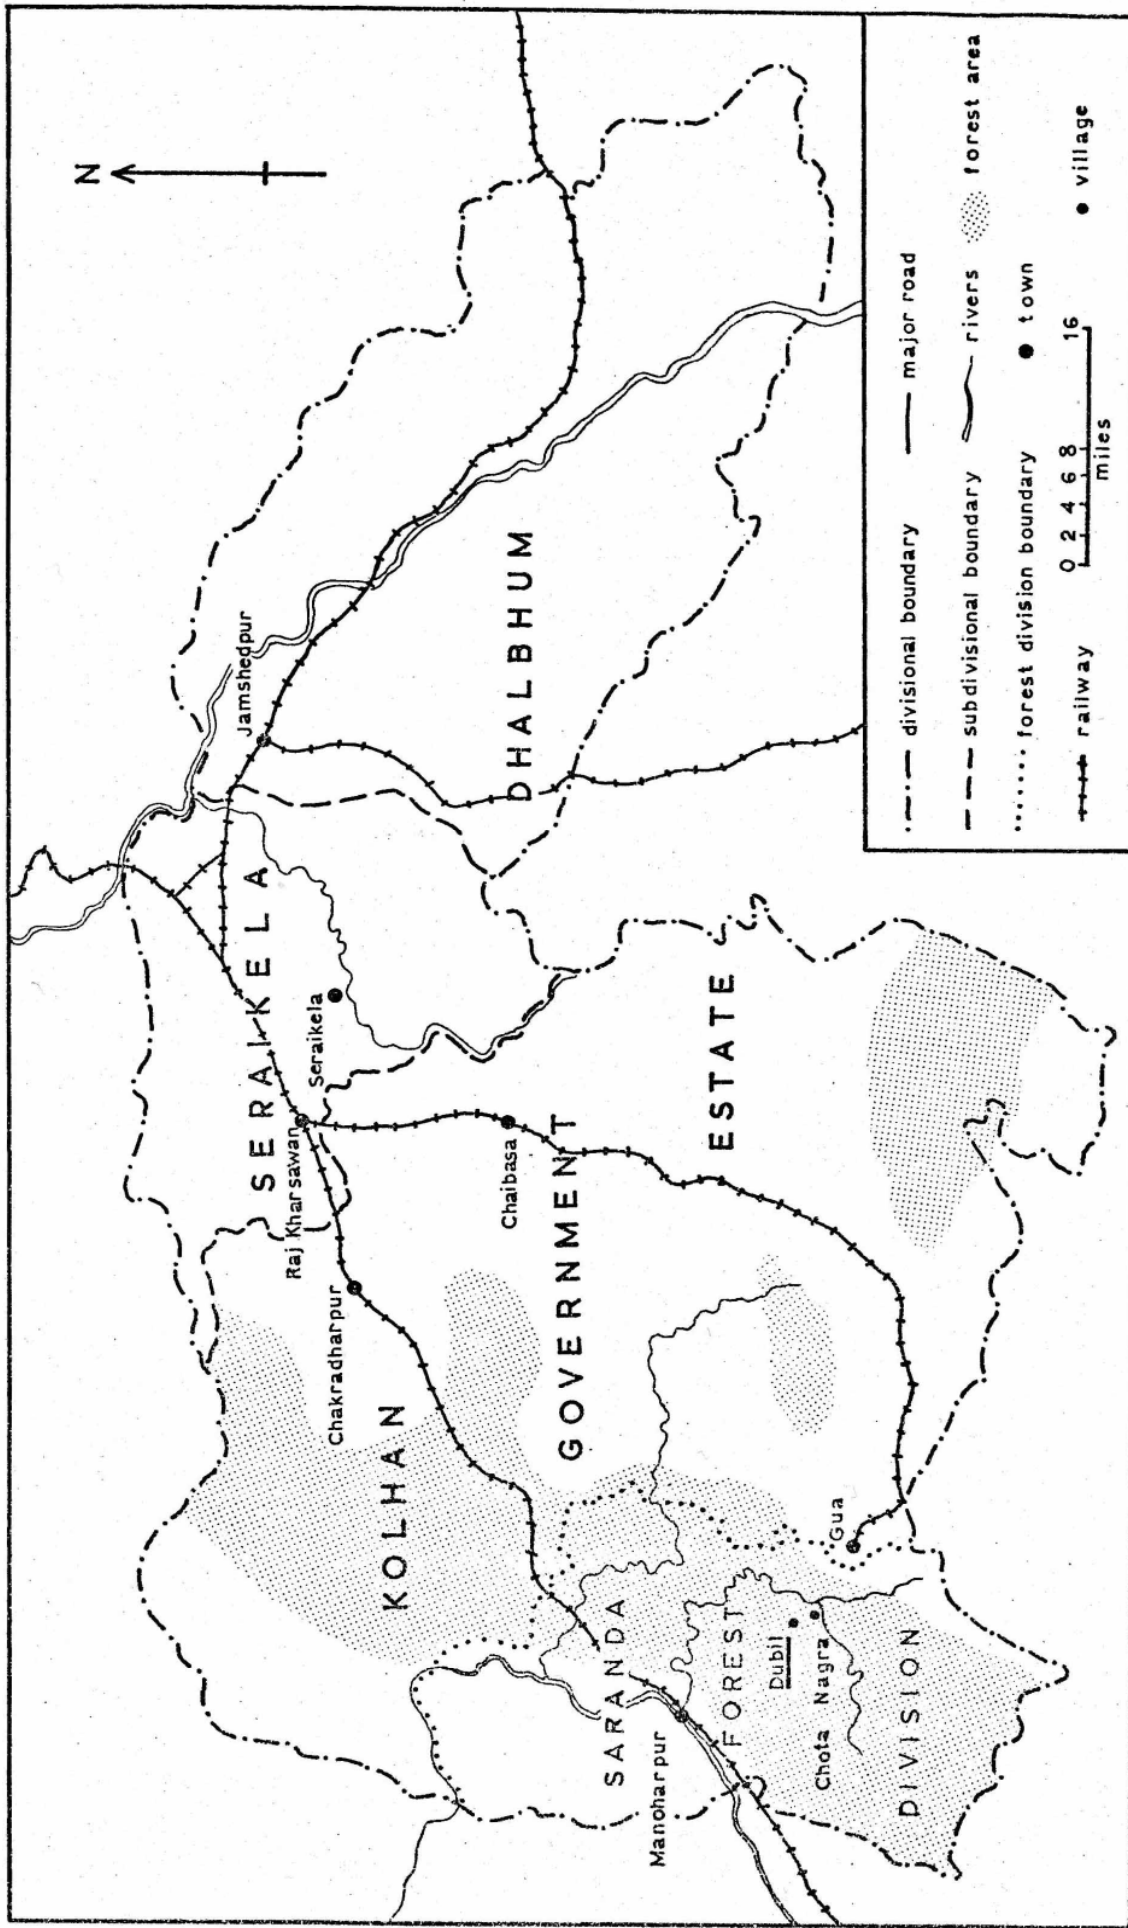 N
Jamshedpur
SERAIKELA
Seraikela
Raj Kharsawan
Chakradharpur
DHALBHUM
KOLHAN
Chaibasa
GOVERNMENT
ESTATE
SARANDA
Manoharpur
FOREST
Dubil
Chota Nagra
Gua
DIVISION
divisional boundary
major road
subdivisional boundary
rivers
forest area
forest division boundary
town
railway
0 2 4 6 8 16
miles
village